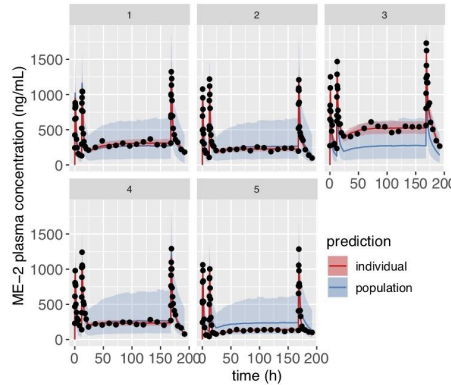 1 2 3
1500
1000
500
0
0 50 100 150 200
4 5
1500
1000
500
0
0 50 100 150 200 0 50 100 150 200
ME-2 plasma concentration (ng/mL)
time (h)
prediction
individual
population